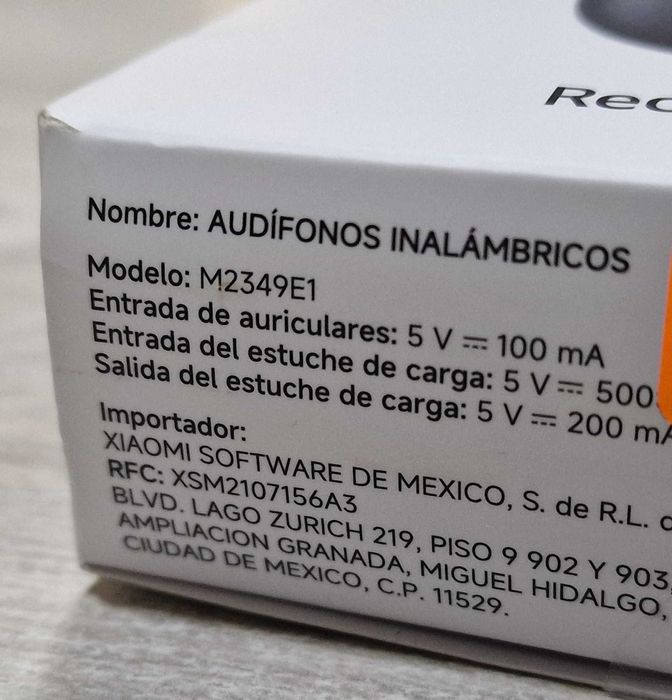 Rec
Nombre: AUDÍFONOS INALÁMBRICOS
Modelo: M2349E1
Entrada de auriculares: 5 V ⎓ 100 mA
Entrada del estuche de carga: 5 V ⎓ 500
Salida del estuche de carga: 5 V ⎓ 200 mA
Importador:
XIAOMI SOFTWARE DE MEXICO, S. de R.L. d
RFC: XSM2107156A3
BLVD. LAGO ZURICH 219, PISO 9 902 Y 903,
AMPLIACION GRANADA, MIGUEL HIDALGO,
CIUDAD DE MEXICO, C.P. 11529.